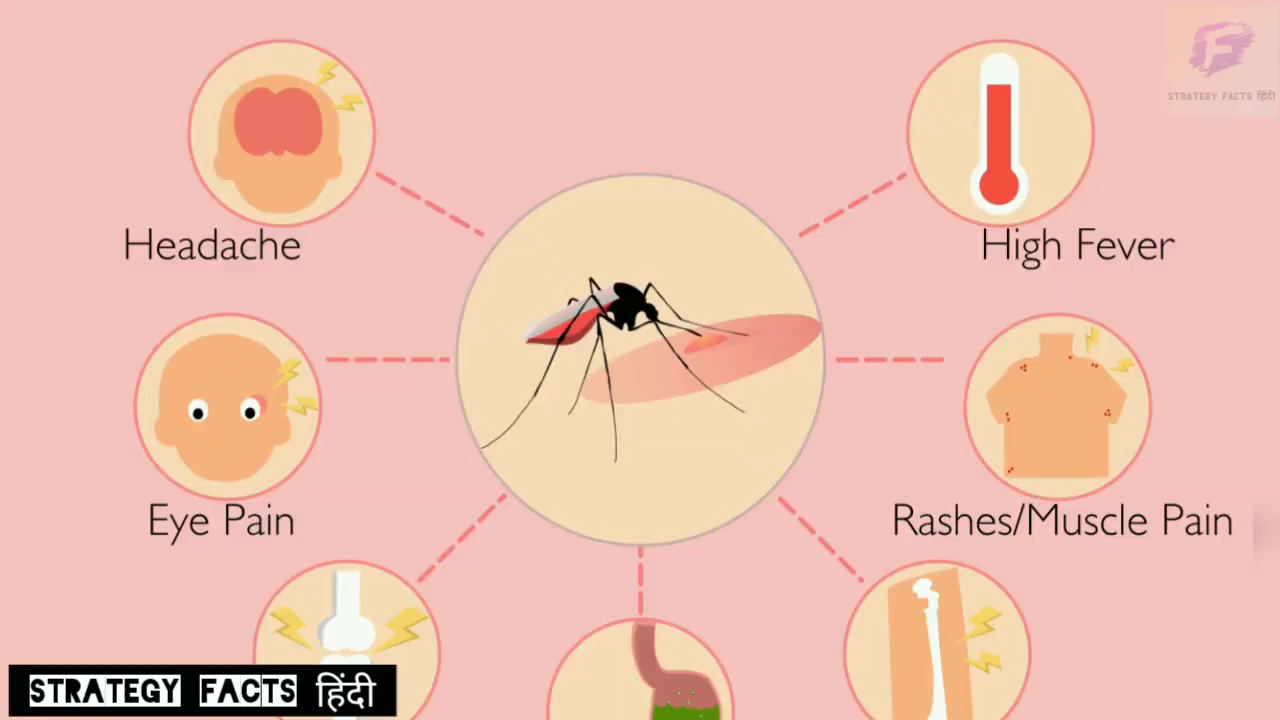 STRATEGY FACTS हिंदी
Headache
High Fever
Eye Pain
Rashes/Muscle Pain
STRATEGY FACTS हिंदी